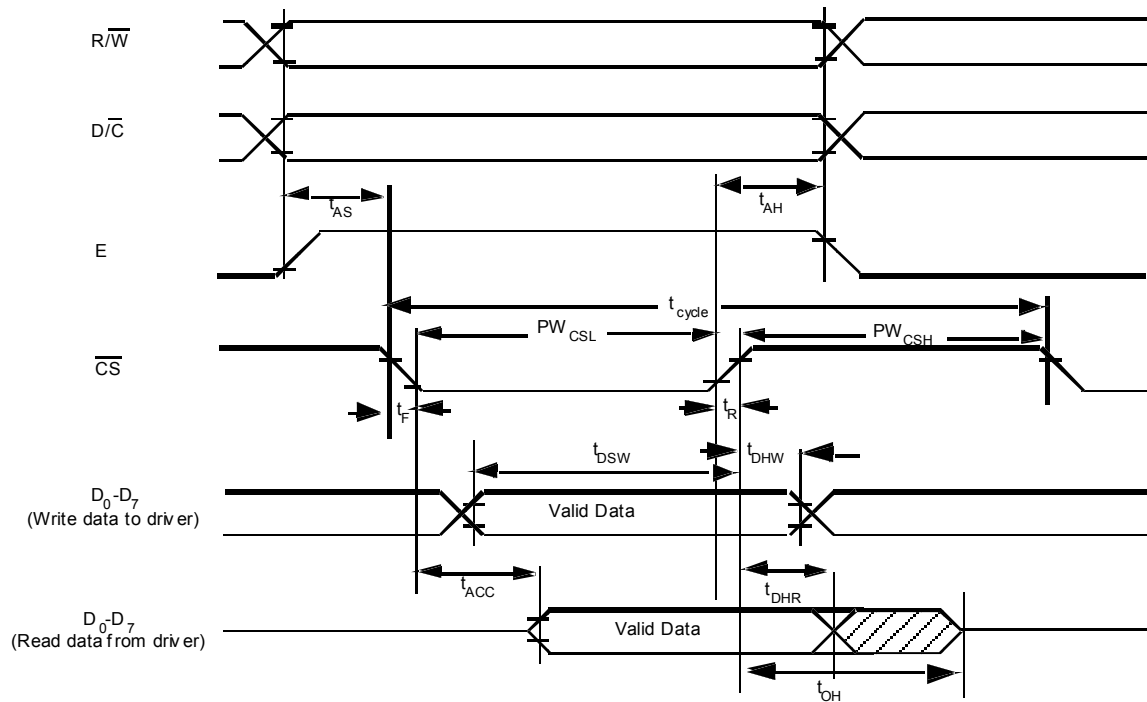 R/W̅
D/C̅
tAS
tAH
E
tcycle
PWCSL
PWCSH
C̅S̅
tF
tR
tDSW
tDHW
D0-D7
(Write data to driver)
Valid Data
tACC
tDHR
D0-D7
(Read data from driver)
Valid Data
tOH